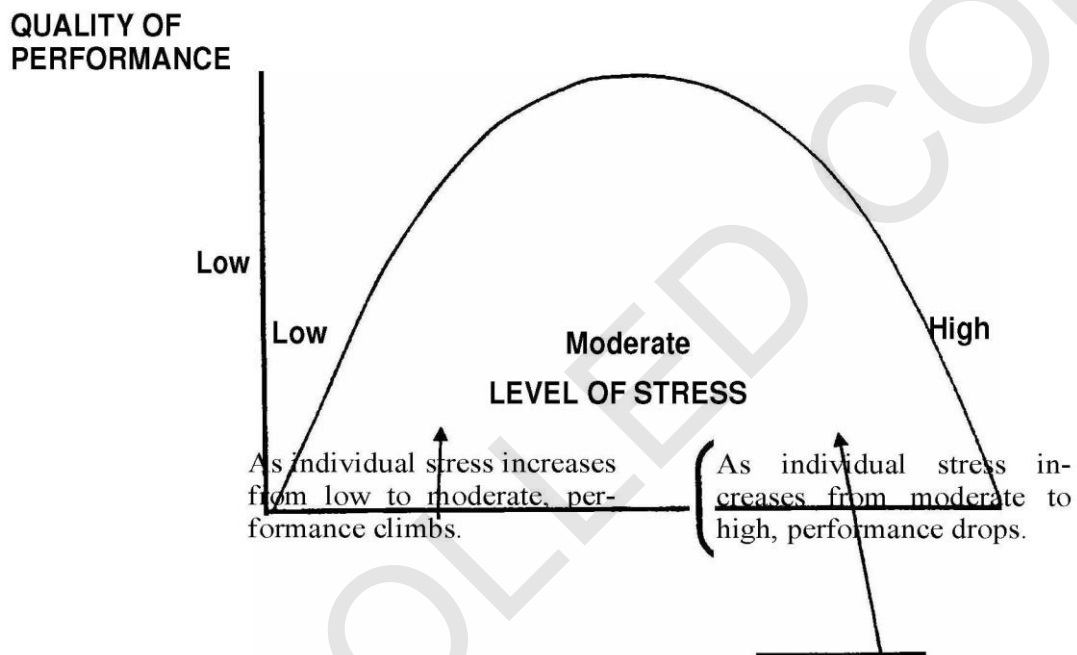 QUALITY OF
PERFORMANCE
Low
Low
Moderate
High
LEVEL OF STRESS
As individual stress increases
from low to moderate, per-
formance climbs.
As individual stress in-
creases from moderate to
high, performance drops.